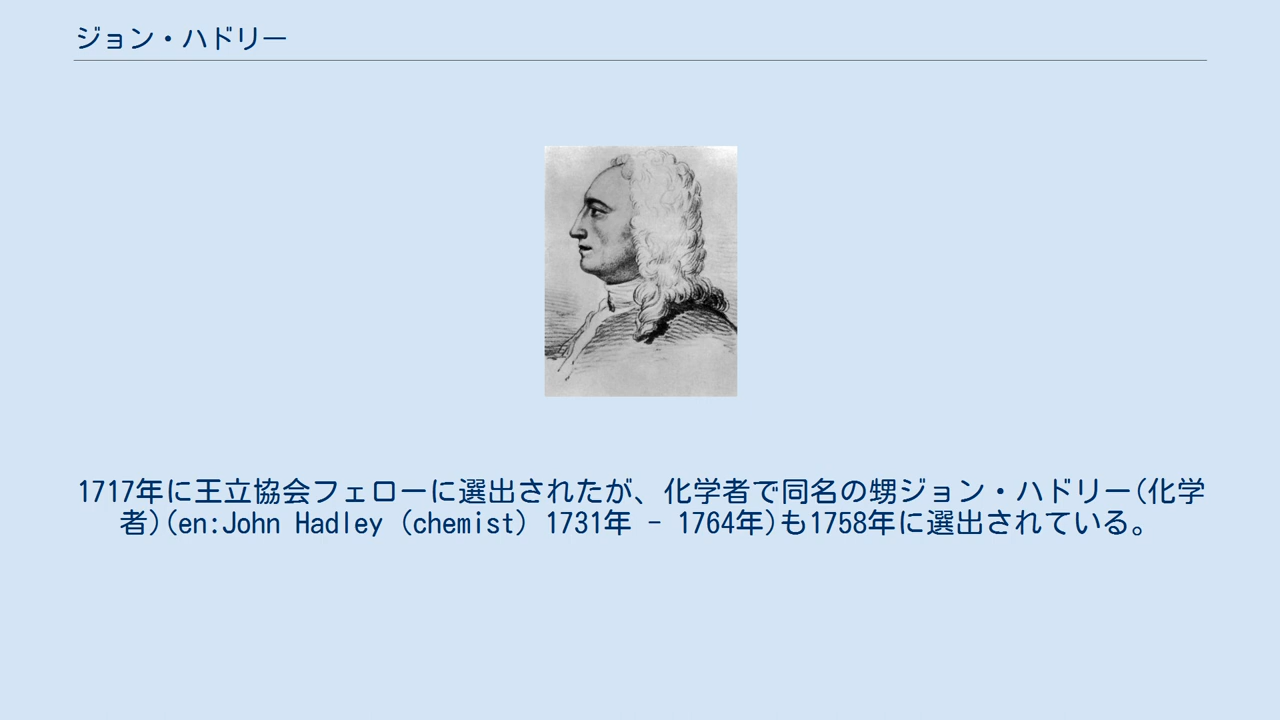 ジョン・ハドリー
1717年に王立協会フェローに選出されたが、化学者で同名の甥ジョン・ハドリー(化学
者)(en:John Hadley (chemist) 1731年 - 1764年)も1758年に選出されている。